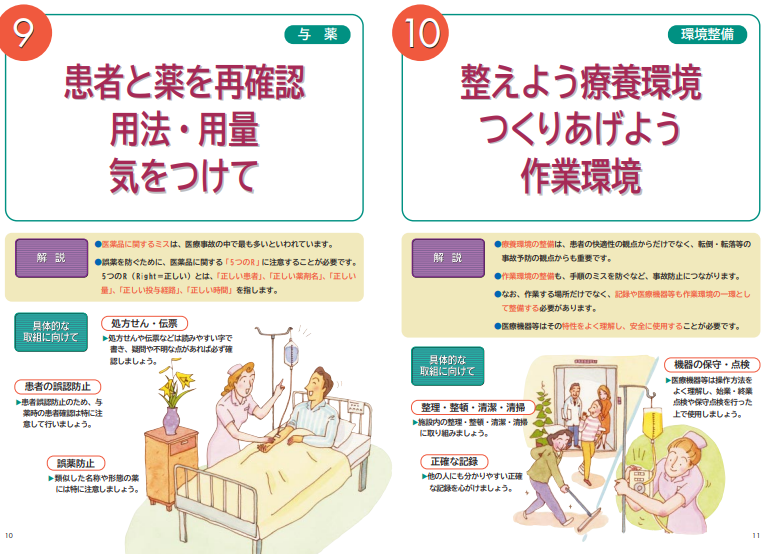 9
与 薬
患者と薬を再確認
用法・用量
気をつけて
解 説
●医薬品に関するミスは、医療事故の中で最も多いといわれています。
●誤薬を防ぐために、医薬品に関する「5つのR」に注意することが必要です。
5つのR(Right=正しい)とは、「正しい患者」、「正しい薬剤名」、「正しい
量」、「正しい投与経路」、「正しい時間」を指します。
具体的な
取組に向けて
処方せん・伝票
▶処方せんや伝票などは読みやすい字で
書き、疑問や不明な点があれば必ず確
認しましょう。
患者の誤認防止
▶患者誤認防止のため、与
薬時の患者確認は特に注
意して行いましょう。
誤薬防止
▶類似した名称や形態の薬
には特に注意しましょう。
10
10
環境整備
整えよう療養環境
つくりあげよう
作業環境
解 説
●療養環境の整備は、患者の快適性の観点からだけでなく、転倒・転落等の
事故予防の観点からも重要です。
●作業環境の整備も、手順のミスを防ぐなど、事故防止につながります。
●なお、作業する場所だけでなく、記録や医療機器等も作業環境の一環とし
て整備する必要があります。
●医療機器等はその特性をよく理解し、安全に使用することが必要です。
具体的な
取組に向けて
機器の保守・点検
▶医療機器等は操作方法を
よく理解し、始業・終業
点検や保守点検を行った
上で使用しましょう。
整理・整頓・清潔・清掃
▶施設内の整理・整頓・清潔・清掃
に取り組みましょう。
正確な記録
▶他の人にも分かりやすい正確
な記録を心がけましょう。
11